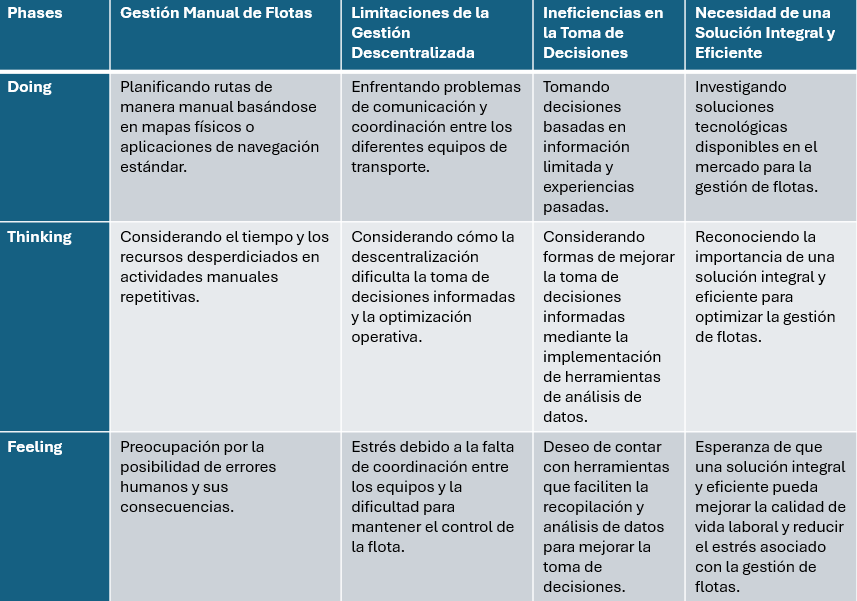 Phases
Gestión Manual de Flotas
Limitaciones de la
Gestión
Descentralizada
Ineficiencias en
la Toma de
Decisiones
Necesidad de una
Solución Integral y
Eficiente
Doing
Planificando rutas de
manera manual basándose
en mapas físicos o
aplicaciones de navegación
estándar.
Enfrentando problemas
de comunicación y
coordinación entre los
diferentes equipos de
transporte.
Tomando
decisiones
basadas en
información
limitada y
experiencias
pasadas.
Investigando
soluciones
tecnológicas
disponibles en el
mercado para la
gestión de flotas.
Thinking
Considerando el tiempo y los
recursos desperdiciados en
actividades manuales
repetitivas.
Considerando cómo la
descentralización
dificulta la toma de
decisiones informadas
y la optimización
operativa.
Considerando
formas de mejorar
la toma de
decisiones
informadas
mediante la
implementación
de herramientas
de análisis de
datos.
Reconociendo la
importancia de una
solución integral y
eficiente para
optimizar la gestión
de flotas.
Feeling
Preocupación por la
posibilidad de errores
humanos y sus
consecuencias.
Estrés debido a la falta
de coordinación entre
los equipos y la
dificultad para
mantener el control de
la flota.
Deseo de contar
con herramientas
que faciliten la
recopilación y
análisis de datos
para mejorar la
toma de
decisiones.
Esperanza de que
una solución integral
y eficiente pueda
mejorar la calidad de
vida laboral y reducir
el estrés asociado
con la gestión de
flotas.